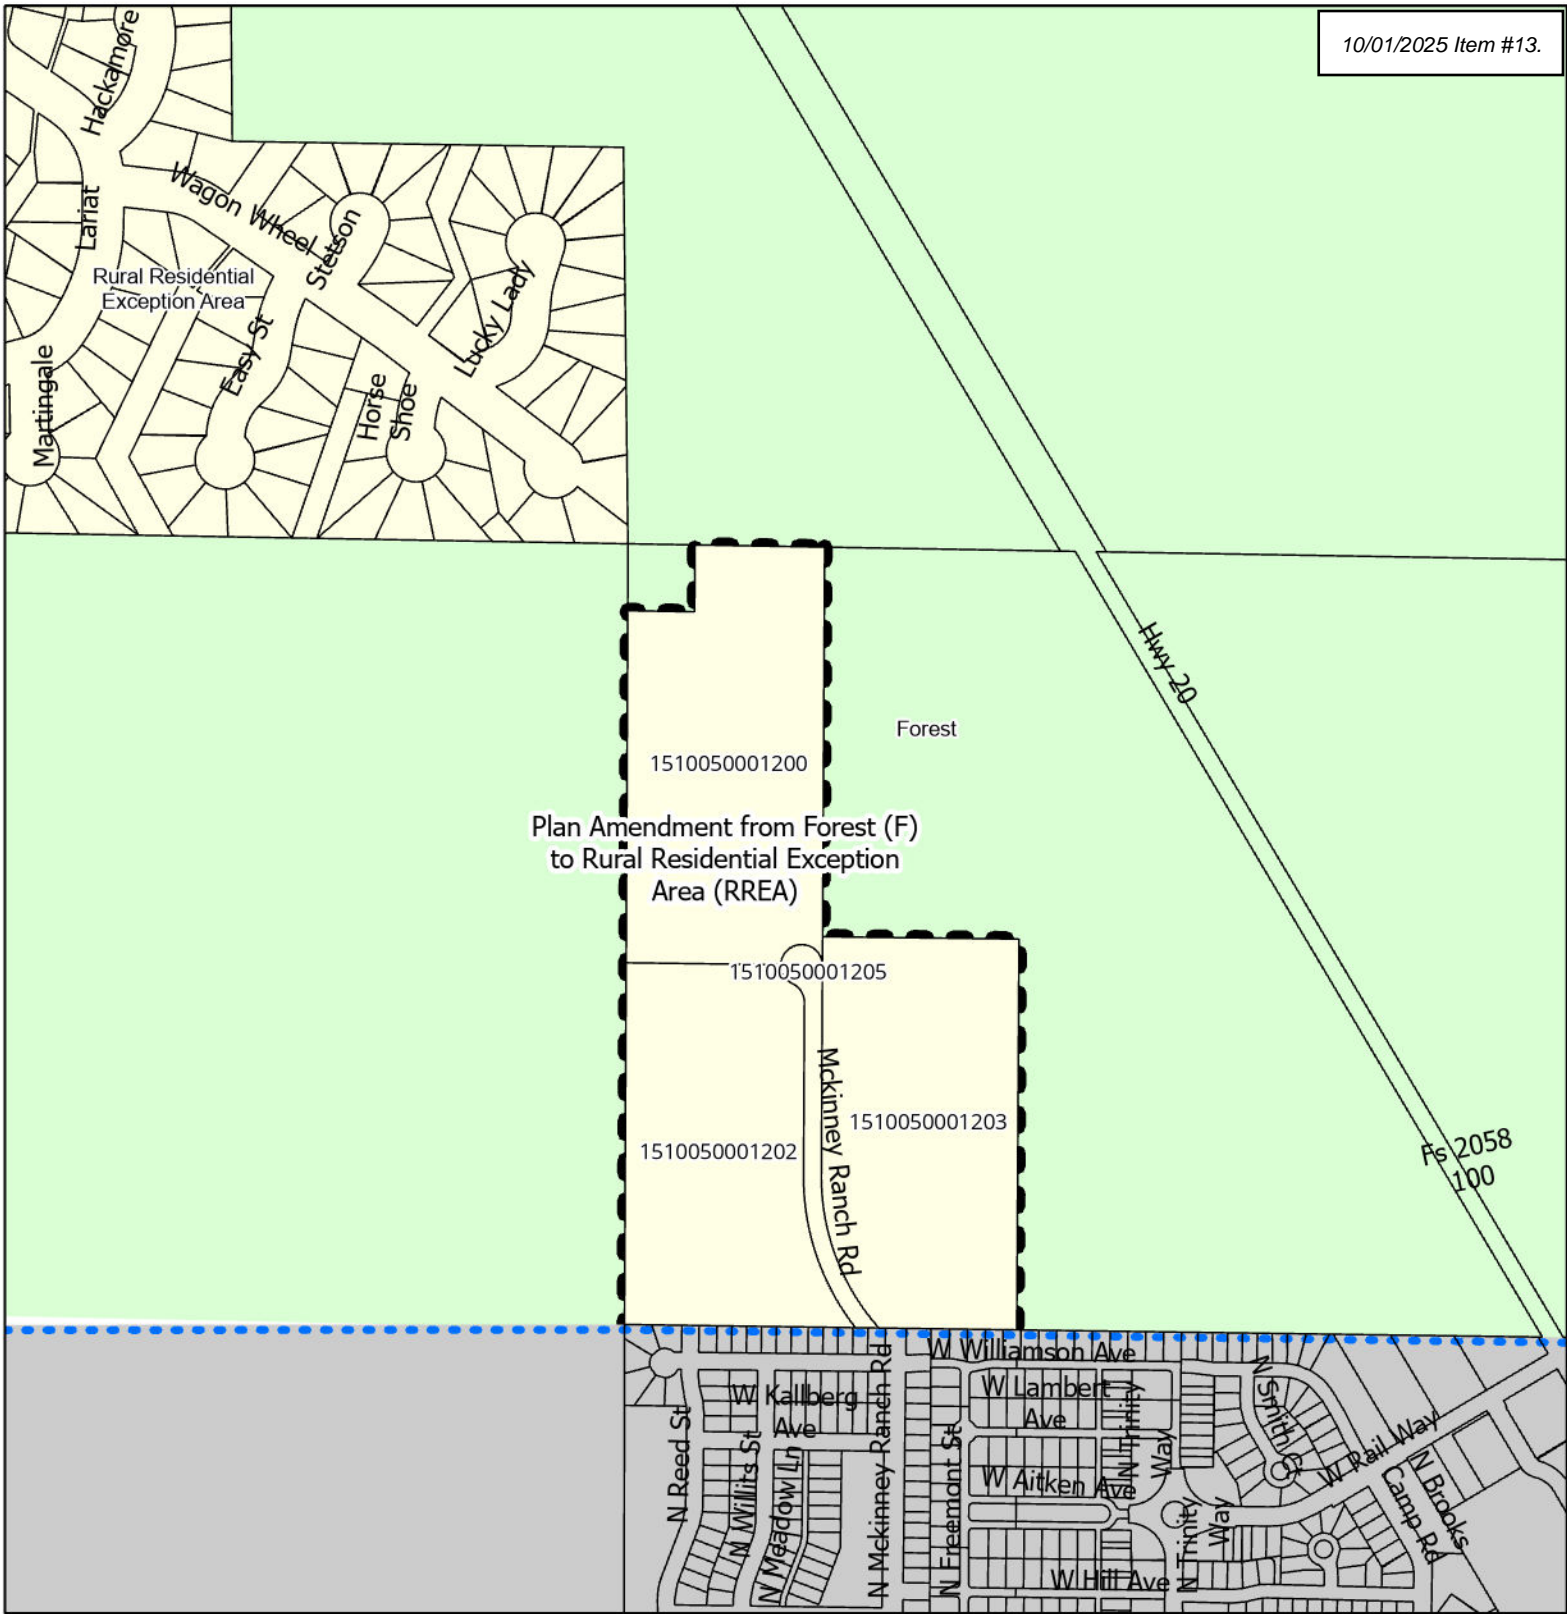 10/01/2025 Item #13.
Hackamore
Wagon Wheel
Lariat
Stetson
Rural Residential
Exception Area
Lucky Lady
Easy St
Martingale
Horse
Shoe
Hwy 20
Forest
1510050001200
Plan Amendment from Forest (F)
to Rural Residential Exception
Area (RREA)
1510050001205
Mckinney Ranch Rd
1510050001203
1510050001202
Fs 2058
100
W Williamson Ave
W Kallberg
Ave
W Lambert
Ave
N Smith Ct
N Reed St
N Willits St
N Meadow Ln
N Mckinney Ranch Rd
N Freemont St
N Trinity
Way
W Aitken Ave
W Rail Way
N Brooks
Camp Rd
N Trinity
Way
W Hill Ave